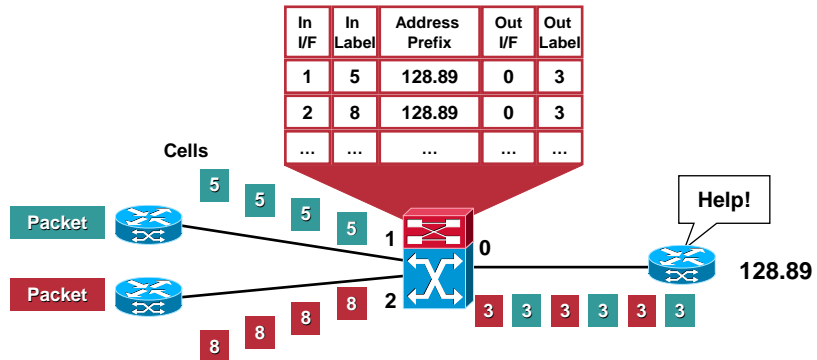 In In Address Out Out
I/F Label Prefix I/F Label
1 5 128.89 0 3
2 8 128.89 0 3
... ... ... ... ...
Cells
5 5 5 5
Help!
Packet
1 0
128.89
Packet
2
3 3 3 3 3 3
8 8 8 8